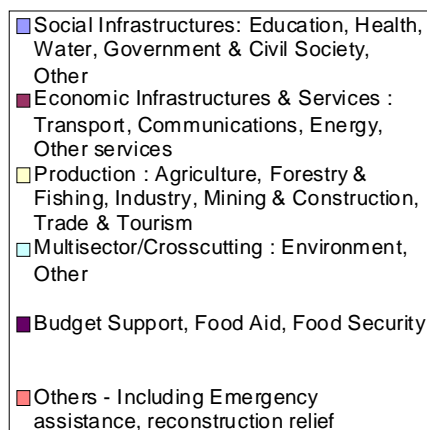 Social Infrastructures: Education, Health,
Water, Government & Civil Society,
Other
Economic Infrastructures & Services :
Transport, Communications, Energy,
Other services
Production : Agriculture, Forestry &
Fishing, Industry, Mining & Construction,
Trade & Tourism
Multisector/Crosscutting : Environment,
Other
Budget Support, Food Aid, Food Security
Others - Including Emergency
assistance, reconstruction relief